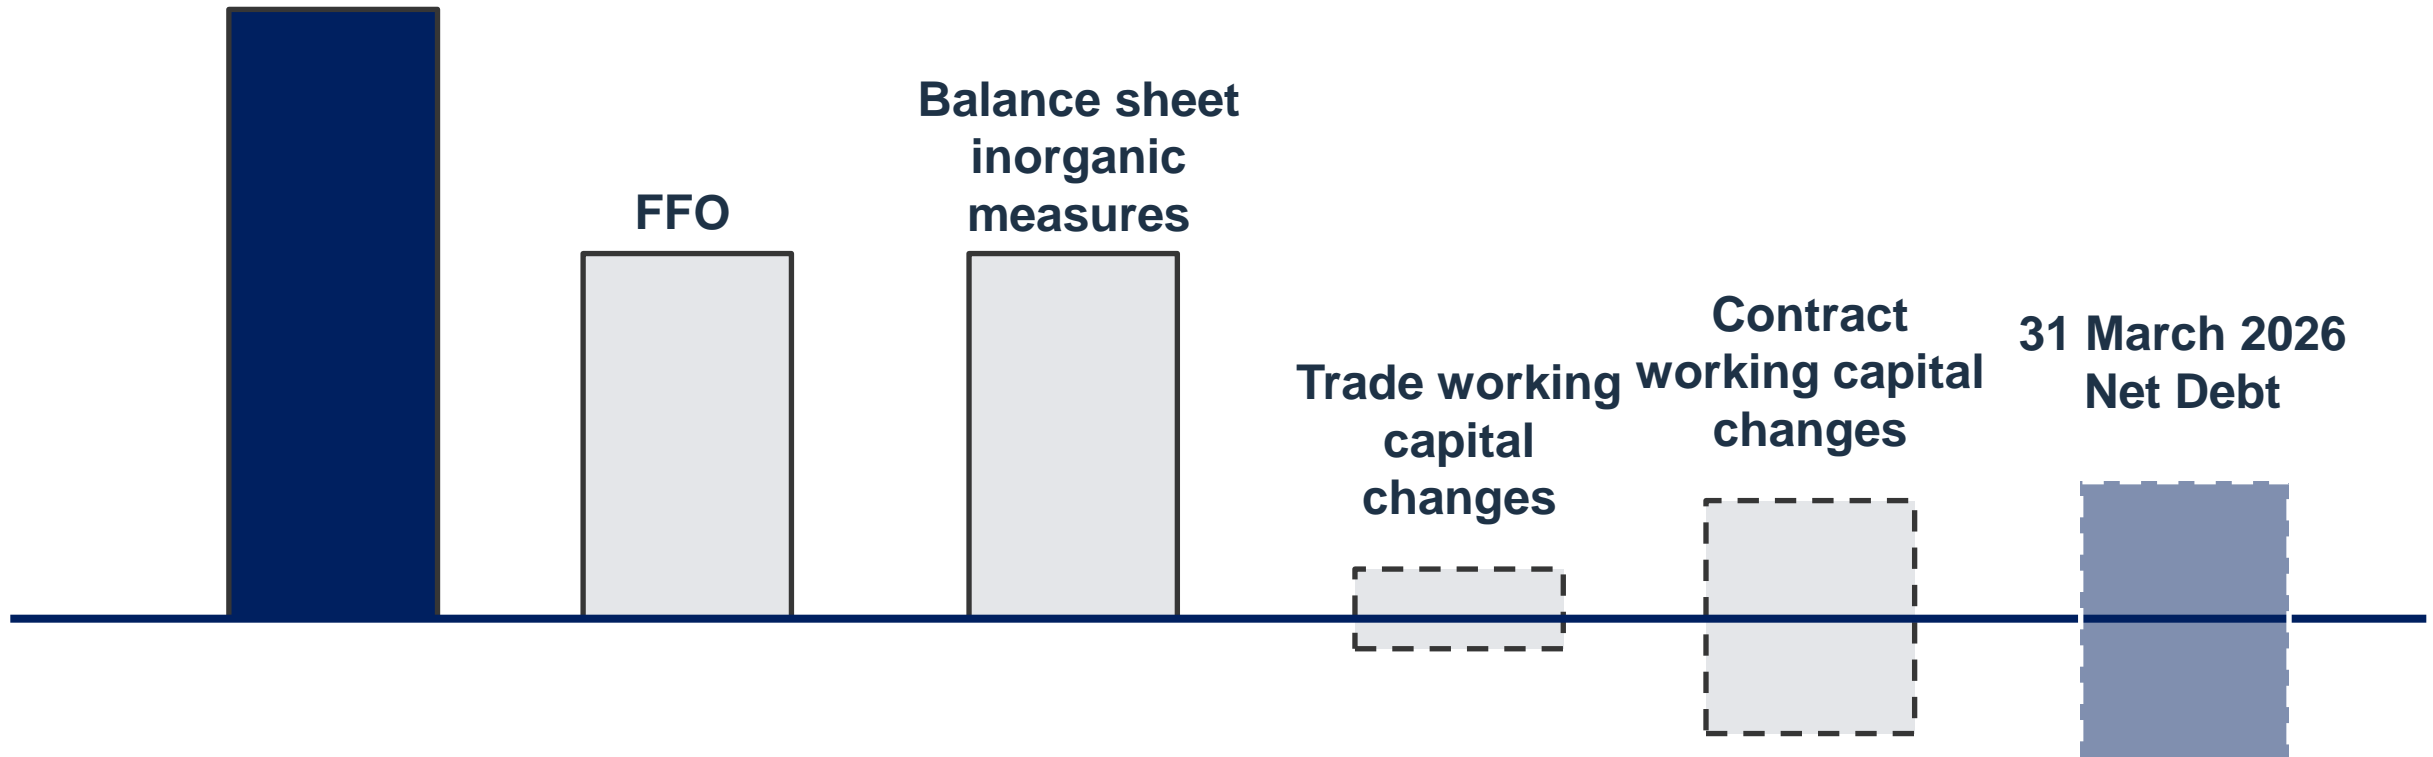 FFO
Balance sheet
inorganic
measures
Trade working
capital
changes
Contract
working capital
changes
31 March 2026
Net Debt